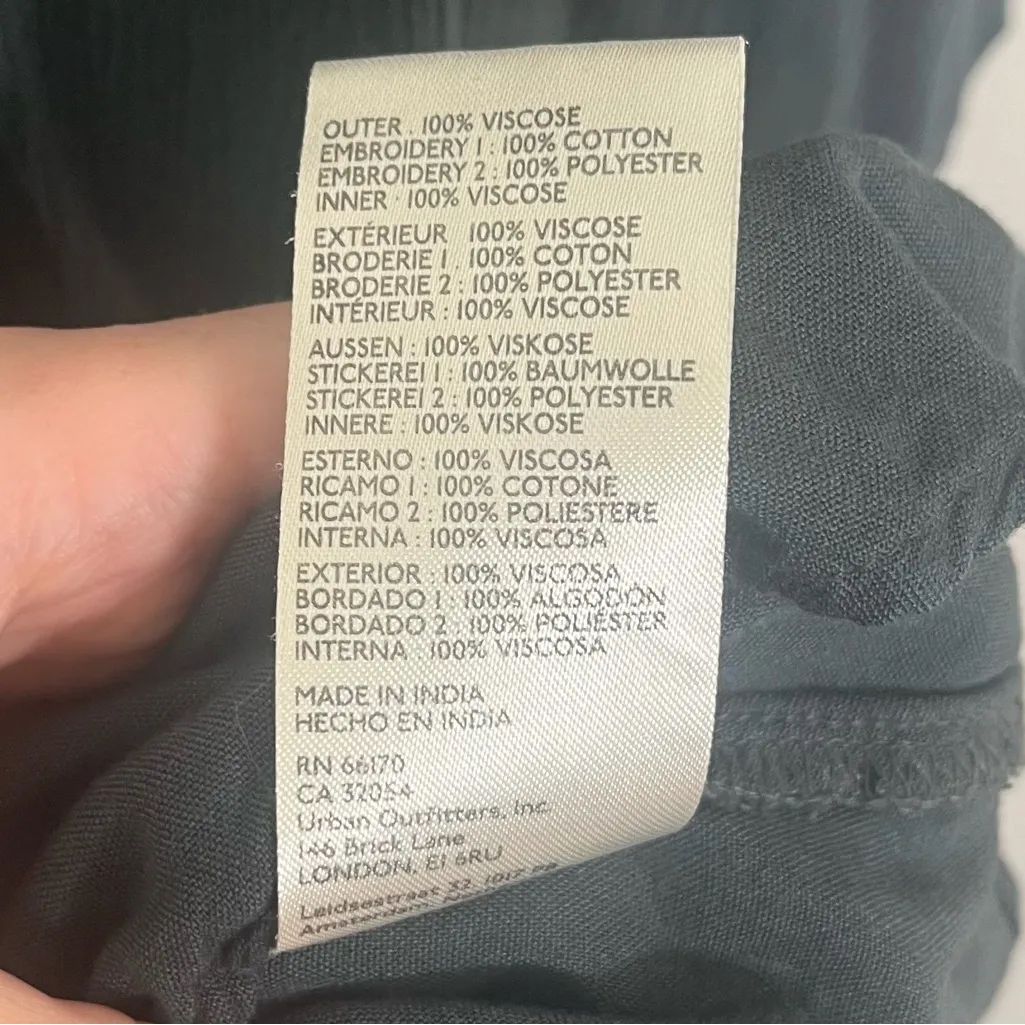 OUTER : 100% VISCOSE
EMBROIDERY 1 : 100% COTTON
EMBROIDERY 2 : 100% POLYESTER
INNER : 100% VISCOSE
EXTÉRIEUR 100% VISCOSE
BRODERIE 1 : 100% COTON
BRODERIE 2 : 100% POLYESTER
INTÉRIEUR : 100% VISCOSE
AUSSEN : 100% VISKOSE
STICKEREI 1 : 100% BAUMWOLLE
STICKEREI 2 : 100% POLYESTER
INNERE : 100% VISKOSE
ESTERNO : 100% VISCOSA
RICAMO 1 : 100% COTONE
RICAMO 2 : 100% POLIESTERE
INTERNA : 100% VISCOSA
EXTERIOR : 100% VISCOSA
BORDADO 1 : 100% ALGODÓN
BORDADO 2 : 100% POLIÉSTER
INTERNA : 100% VISCOSA
MADE IN INDIA
HECHO EN INDIA
RN 66170
CA 32054
Urban Outfitters, Inc.
146 Brick Lane
LONDON, E1 6RU
Leidsestraat 32, 1017
Amsterdam,